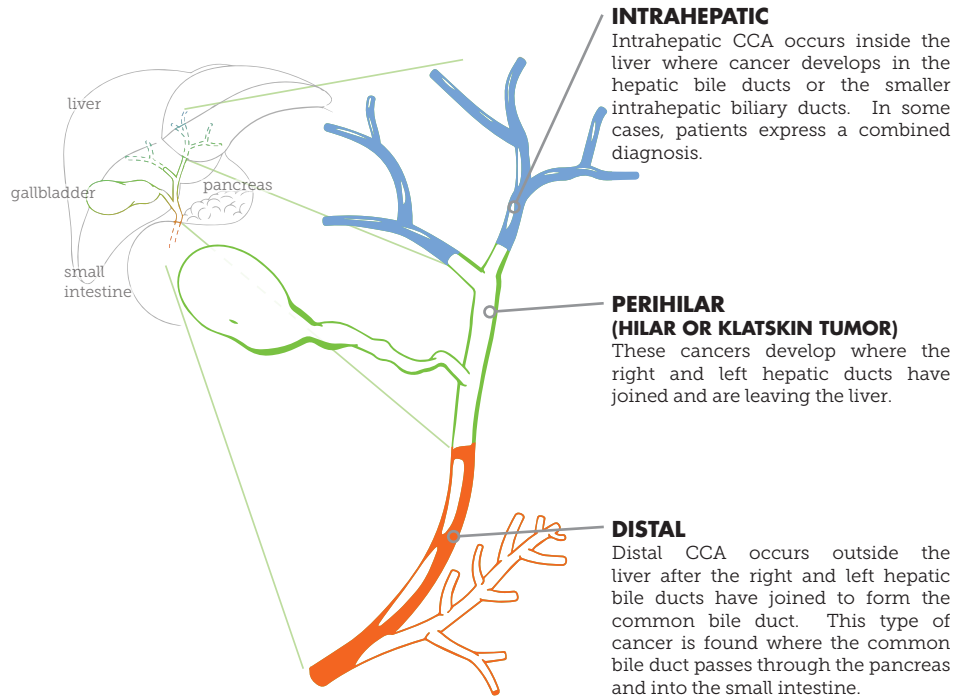 INTRAHEPATIC
Intrahepatic CCA occurs inside the
liver where cancer develops in the
hepatic bile ducts or the smaller
intrahepatic biliary ducts. In some
cases, patients express a combined
diagnosis.
liver
gallbladder
pancreas
small
intestine
PERIHILAR
(HILAR OR KLATSKIN TUMOR)
These cancers develop where the
right and left hepatic ducts have
joined and are leaving the liver.
DISTAL
Distal CCA occurs outside the
liver after the right and left hepatic
bile ducts have joined to form the
common bile duct. This type of
cancer is found where the common
bile duct passes through the pancreas
and into the small intestine.